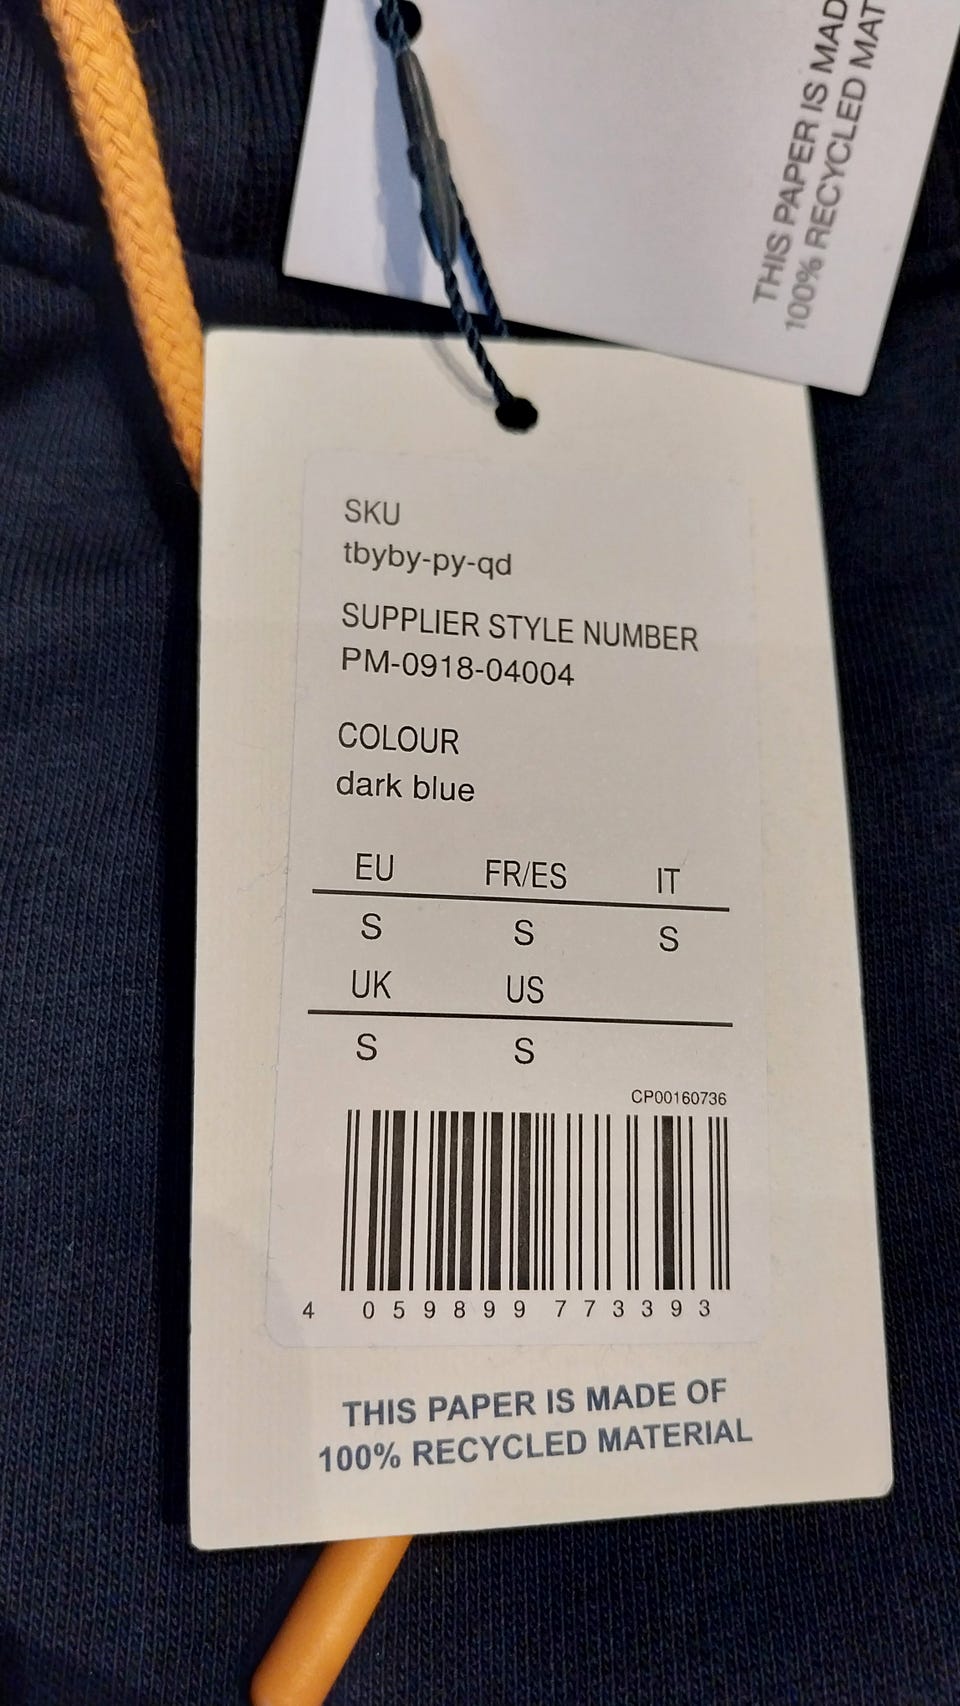 THIS PAPER IS MAD
100% RECYCLED MAT
SKU
tbyby-py-qd
SUPPLIER STYLE NUMBER
PM-0918-04004
COLOUR
dark blue
EU FR/ES IT
S S S
UK US
S S
CP00160736
4 059899 773393
THIS PAPER IS MADE OF
100% RECYCLED MATERIAL